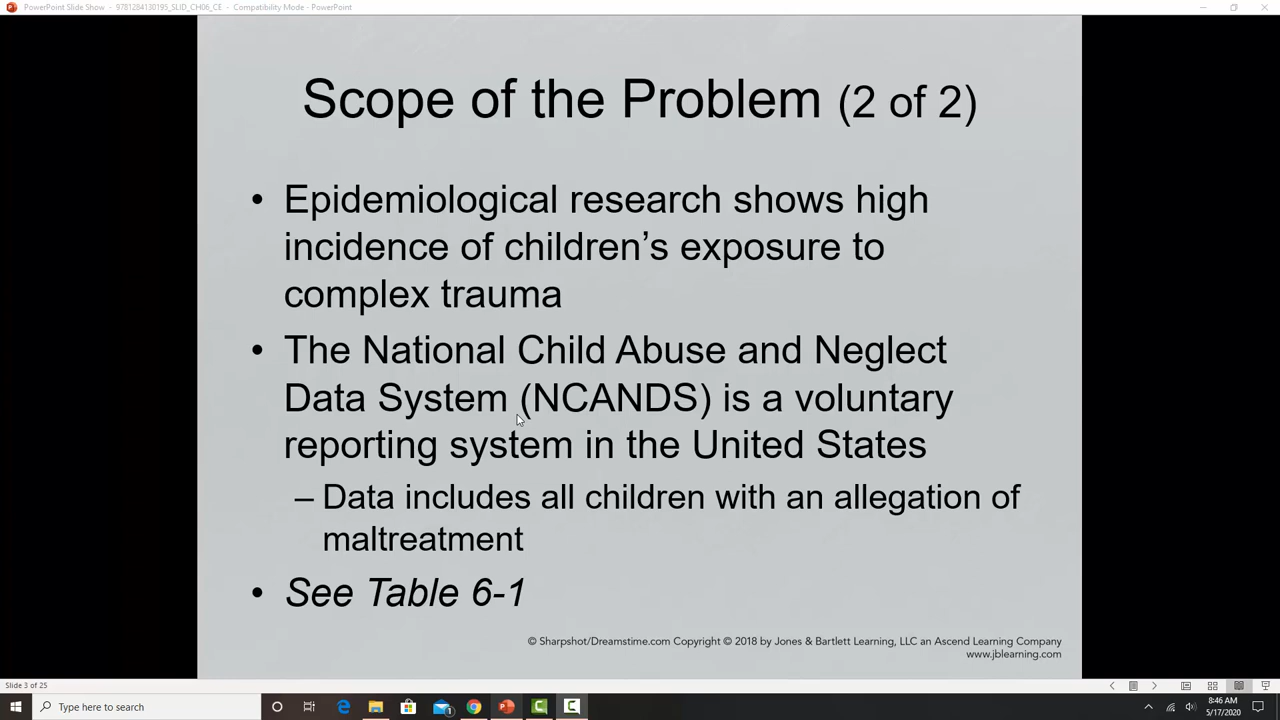 PowerPoint Slide Show - 9781284130195_SLID_CH06_CE - Compatibility Mode - PowerPoint
Scope of the Problem (2 of 2)
• Epidemiological research shows high
incidence of children’s exposure to
complex trauma
• The National Child Abuse and Neglect
Data System (NCANDS) is a voluntary
reporting system in the United States
– Data includes all children with an allegation of
maltreatment
• See Table 6-1
© Sharpshot/Dreamstime.com Copyright © 2018 by Jones & Bartlett Learning, LLC an Ascend Learning Company
www.jblearning.com
Slide 3 of 25
Type here to search
8:46 AM
5/17/2020